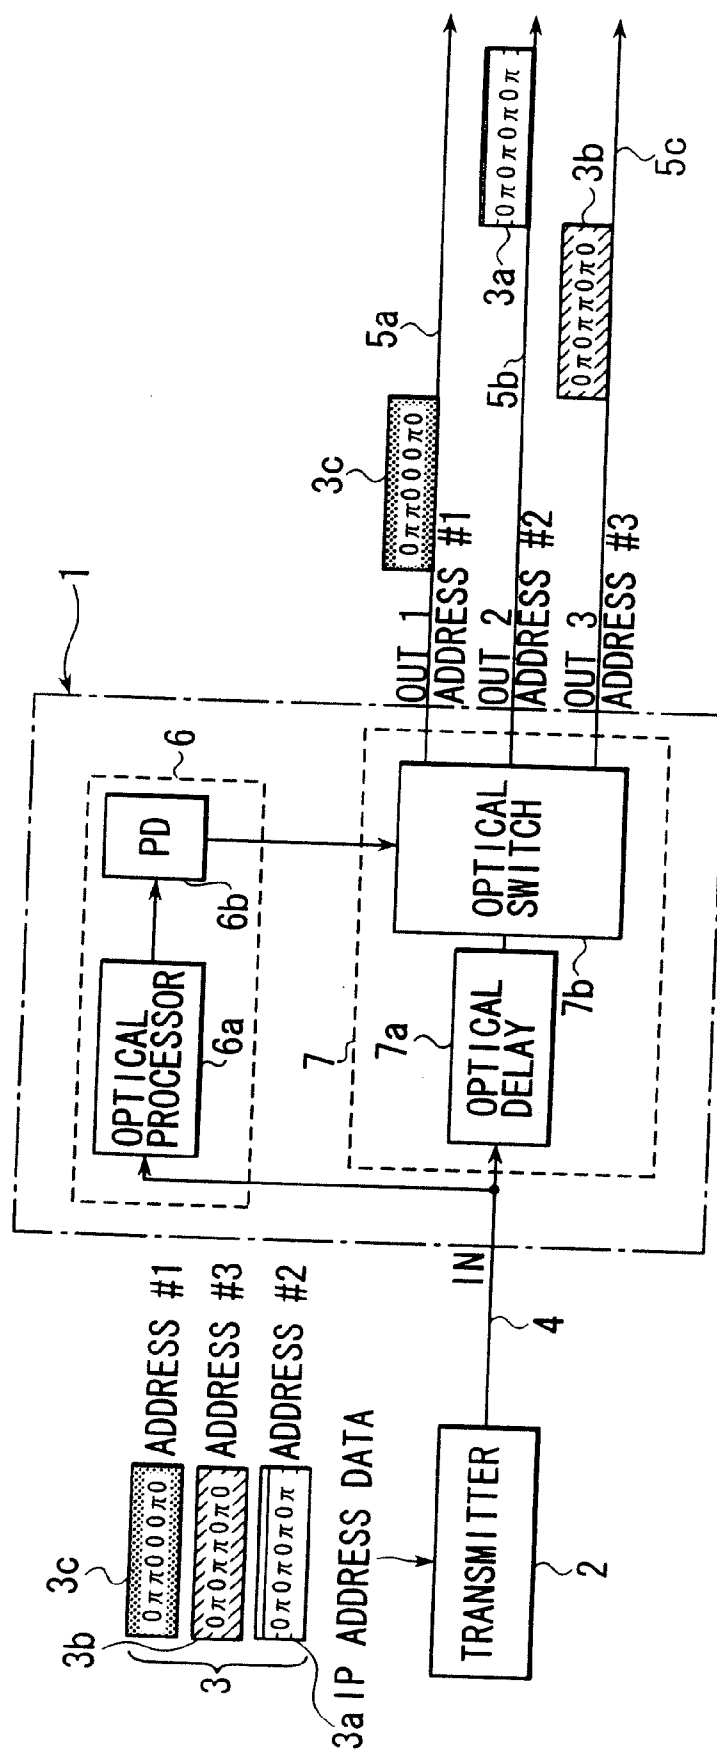 1
3c
0ππ000π0
ADDRESS #1
3b
0π0ππ0π0
ADDRESS #3
3
3a
0π0π0π0π
ADDRESS #2
IP ADDRESS DATA
TRANSMITTER
2
4
IN
OPTICAL
PROCESSOR
6a
PD
6b
6
7
7a
OPTICAL
DELAY
OPTICAL
SWITCH
7b
OUT 1
ADDRESS #1
3c
0ππ000π0
5a
OUT 2
ADDRESS #2
5b
3a
0π0π0π0π
OUT 3
ADDRESS #3
0π0ππ0π0
3b
5c